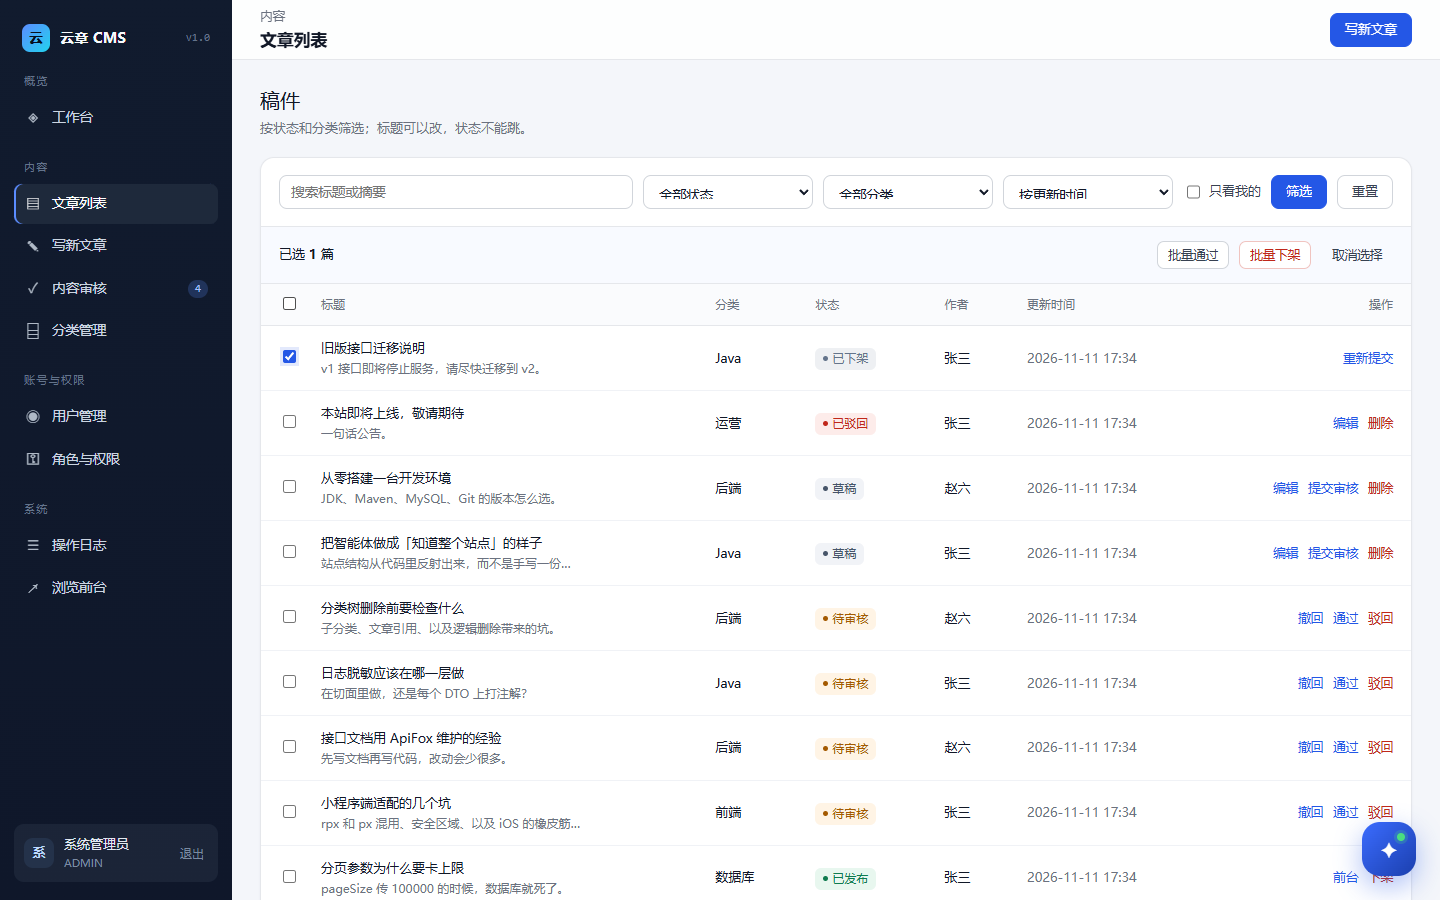 云 云章 CMS v1.0
概览
工作台
内容
文章列表
写新文章
内容审核 4
分类管理
账号与权限
用户管理
角色与权限
系统
操作日志
浏览前台
系 系统管理员
ADMIN
退出
内容
文章列表
写新文章
稿件
按状态和分类筛选；标题可以改，状态不能跳。
搜索标题或摘要 全部状态 全部分类 按更新时间 只看我的 筛选 重置
已选 1 篇 批量通过 批量下架 取消选择
标题 分类 状态 作者 更新时间 操作
旧版接口迁移说明
v1 接口即将停止服务，请尽快迁移到 v2。
Java 已下架 张三 2026-11-11 17:34 重新提交
本站即将上线，敬请期待
一句话公告。
运营 已驳回 张三 2026-11-11 17:34 编辑 删除
从零搭建一台开发环境
JDK、Maven、MySQL、Git 的版本怎么选。
后端 草稿 赵六 2026-11-11 17:34 编辑 提交审核 删除
把智能体做成「知道整个站点」的样子
站点结构从代码里反射出来，而不是手写一份...
Java 草稿 张三 2026-11-11 17:34 编辑 提交审核 删除
分类树删除前要检查什么
子分类、文章引用、以及逻辑删除带来的坑。
后端 待审核 赵六 2026-11-11 17:34 撤回 通过 驳回
日志脱敏应该在哪一层做
在切面里做，还是每个 DTO 上打注解？
Java 待审核 张三 2026-11-11 17:34 撤回 通过 驳回
接口文档用 ApiFox 维护的经验
先写文档再写代码，改动会少很多。
后端 待审核 赵六 2026-11-11 17:34 撤回 通过 驳回
小程序端适配的几个坑
rpx 和 px 混用、安全区域、以及 iOS 的橡皮筋...
前端 待审核 张三 2026-11-11 17:34 撤回 通过 驳回
分页参数为什么要卡上限
pageSize 传 100000 的时候，数据库就死了。
数据库 已发布 张三 2026-11-11 17:34 前台 下架